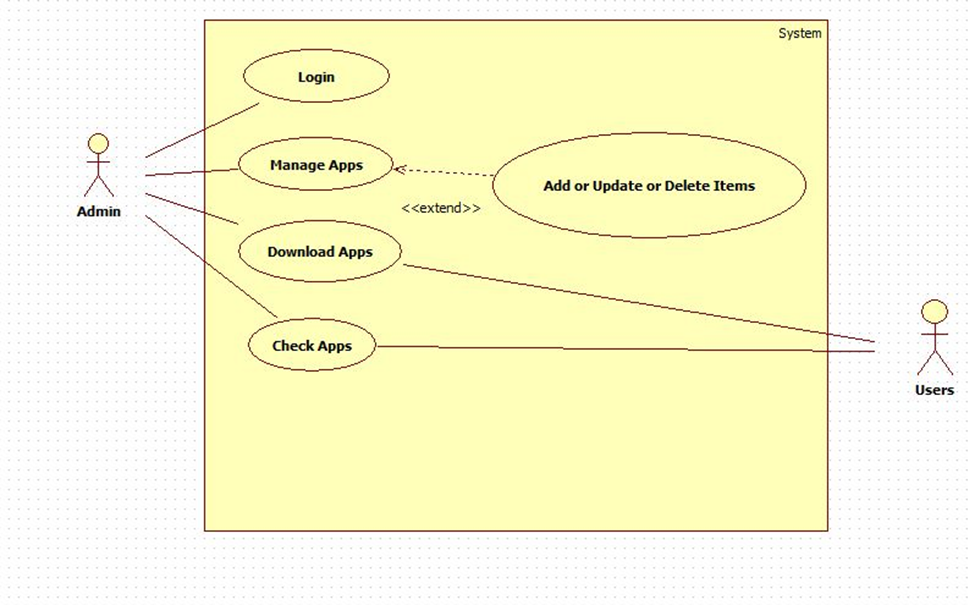 System
Login
Manage Apps
Add or Update or Delete Items
Admin
<<extend>>
Download Apps
Check Apps
Users